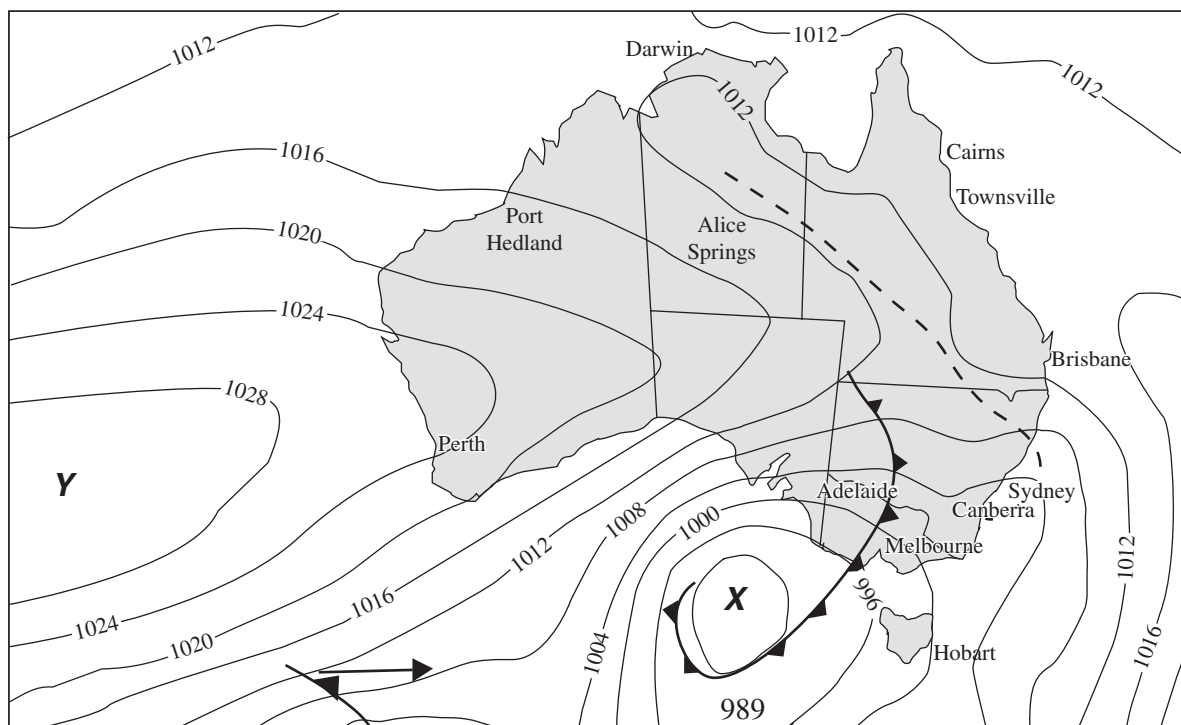 1012
1012
Darwin
1012
1012
1016
Cairns
Townsville
Port
Hedland
Alice
Springs
1020
1024
Brisbane
1028
Perth
Y
Adelaide
Sydney
Canberra
1008
1000
1012
Melbourne
1012
X
996
1016
1024
1020
1004
1016
Hobart
989